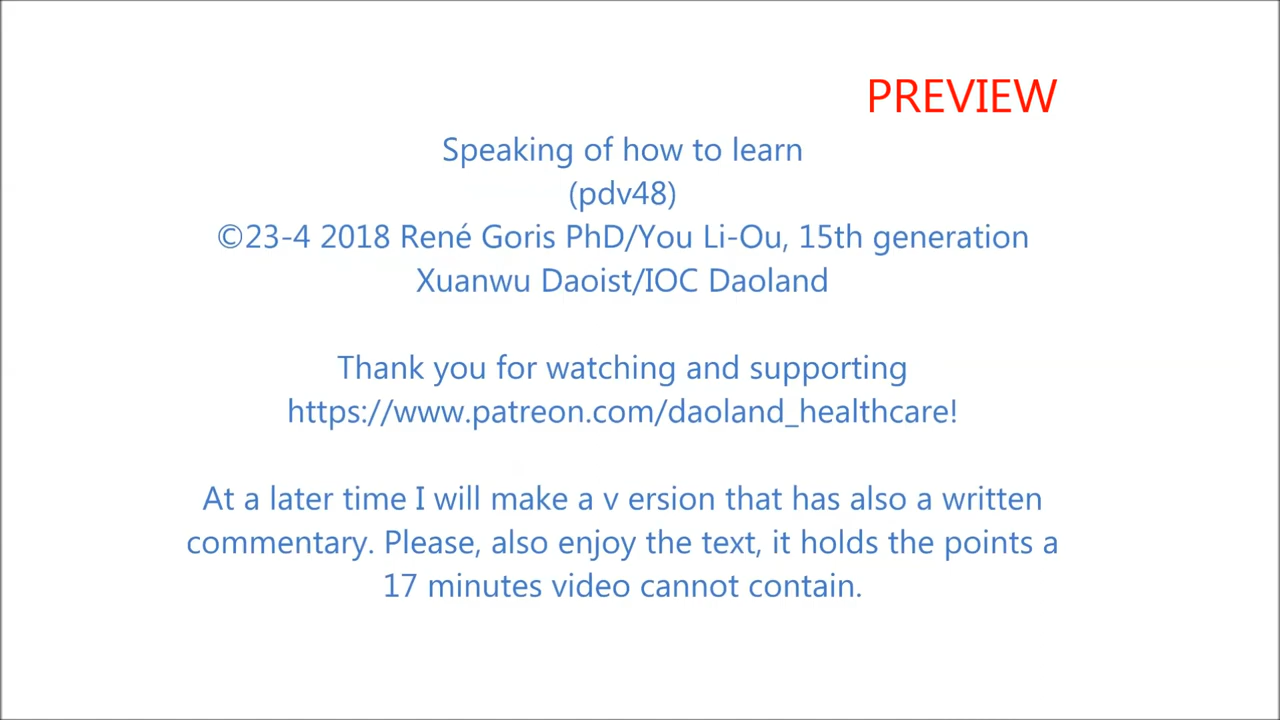 PREVIEW
Speaking of how to learn
(pdv48)
©23-4 2018 René Goris PhD/You Li-Ou, 15th generation
Xuanwu Daoist/IOC Daoland
Thank you for watching and supporting
https://www.patreon.com/daoland_healthcare!
At a later time I will make a v ersion that has also a written
commentary. Please, also enjoy the text, it holds the points a
17 minutes video cannot contain.